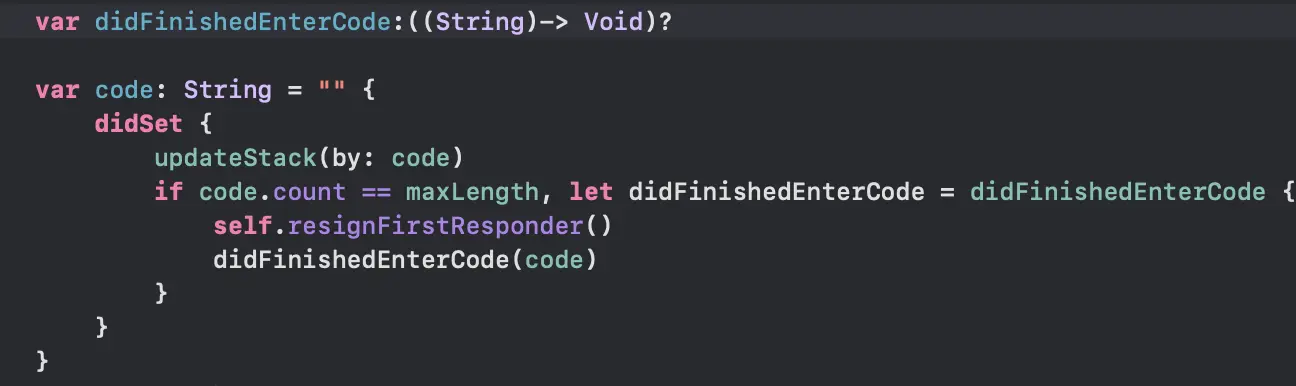 var didFinishedEnterCode:((String)-> Void)?
var code: String = "" {
didSet {
updateStack(by: code)
if code.count == maxLength, let didFinishedEnterCode = didFinishedEnterCode {
self.resignFirstResponder()
didFinishedEnterCode(code)
}
}
}